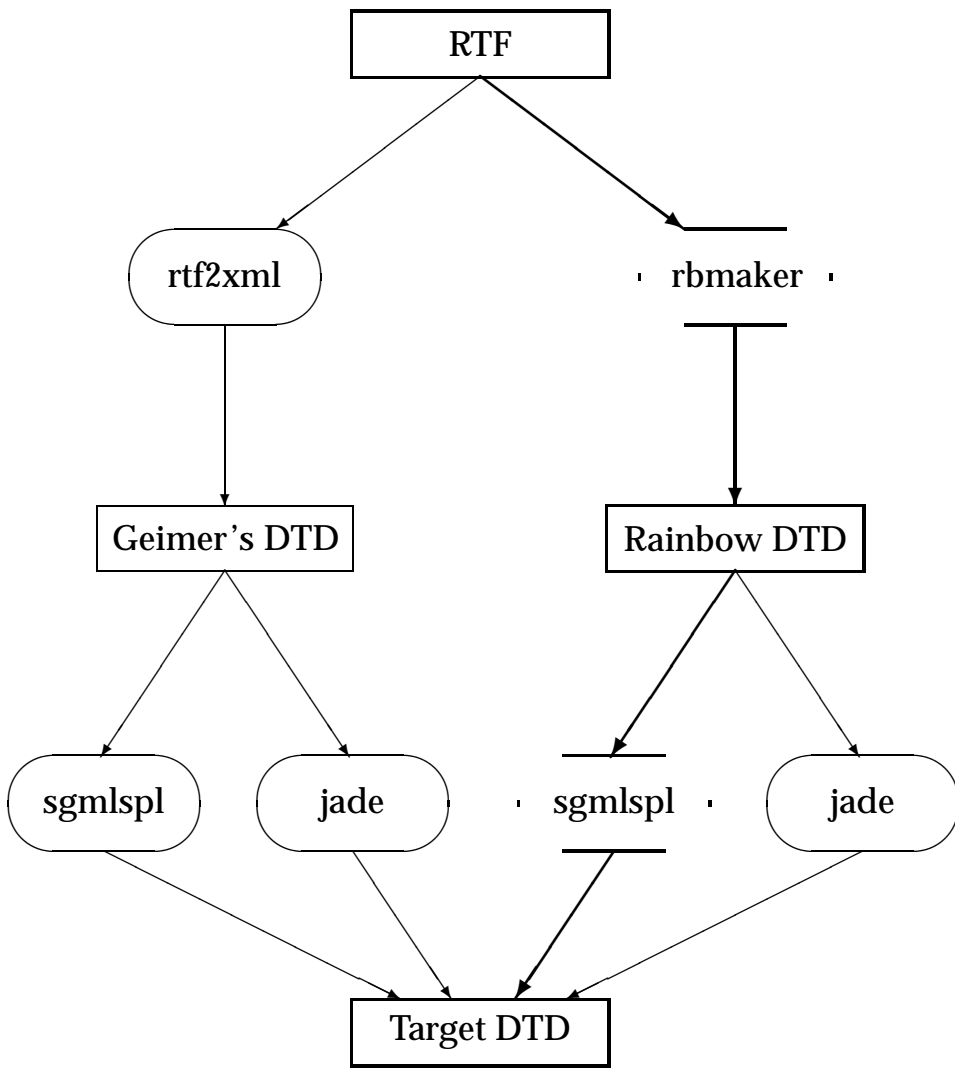 RTF
rtf2xml
rbmaker
Geimer's DTD
Rainbow DTD
sgmlspl
jade
sgmlspl
jade
Target DTD